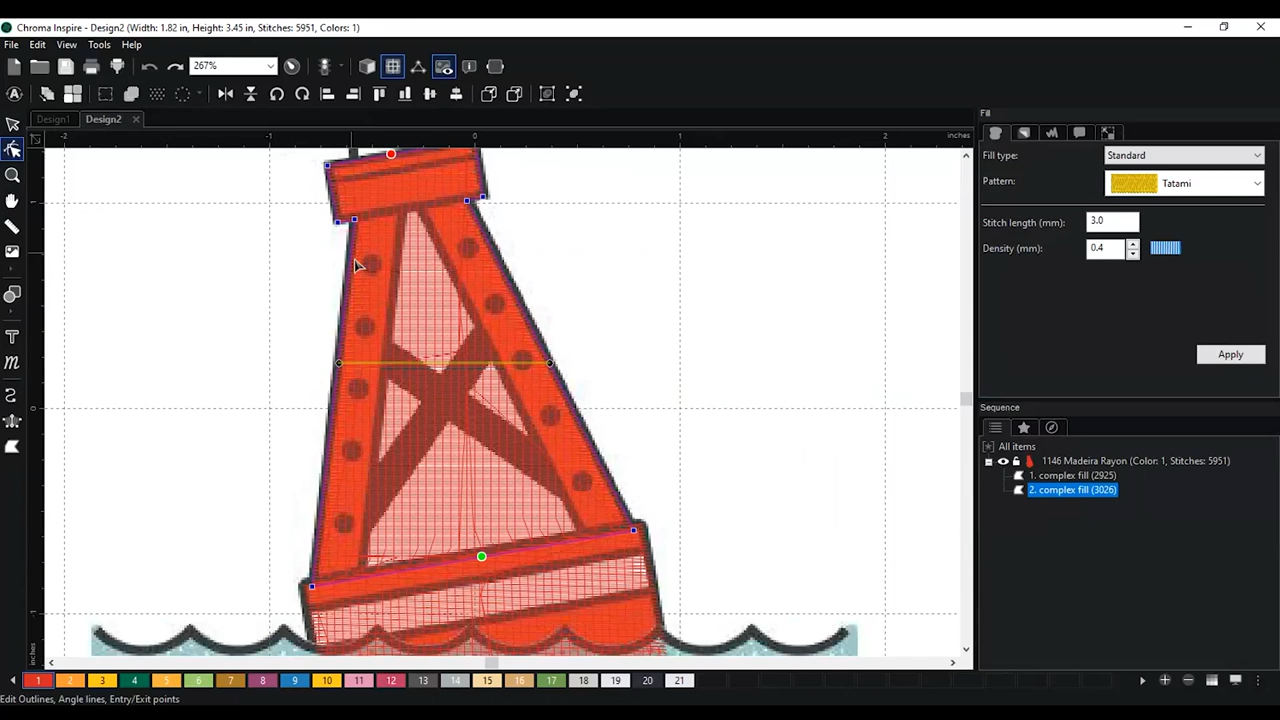 Chroma Inspire - Design2 (Width: 1.82 in, Height: 3.45 in, Stitches: 5951, Colors: 1)
File Edit View Tools Help
267%
Design1 Design2
-2 -1 0 1 2 inches
Fill
Fill type: Standard
Pattern: Tatami
Stitch length (mm): 3.0
Density (mm): 0.4
Apply
Sequence
All items
1146 Madeira Rayon (Color: 1, Stitches: 5951)
1. complex fill (2925)
2. complex fill (3026)
1
0
-1
inches
1 2 3 4 5 6 7 8 9 10 11 12 13 14 15 16 17 18 19 20 21
Edit Outlines, Angle lines, Entry/Exit points